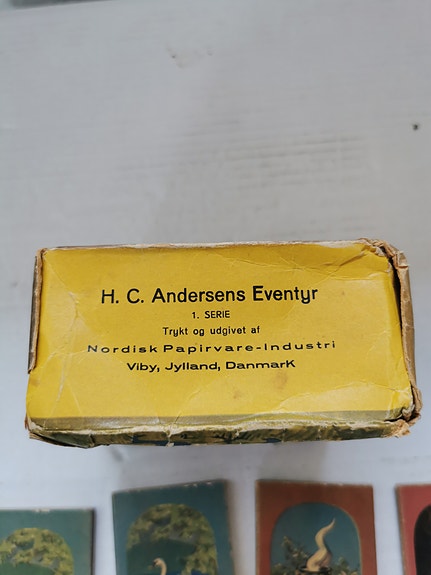 H. C. Andersens Eventyr
1. SERIE
Trykt og udgivet af
Nordisk Papirvare-Industri
Viby, Jylland, Danmark